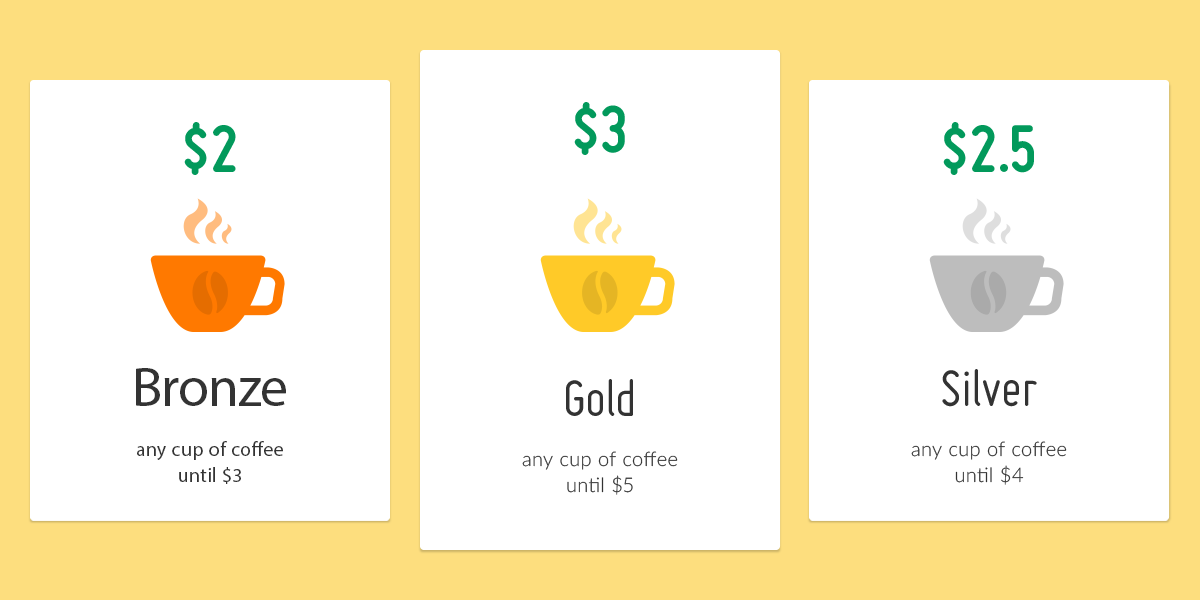 $2
Bronze
any cup of coffee
until $3
$3
Gold
any cup of coffee
until $5
$2.5
Silver
any cup of coffee
until $4